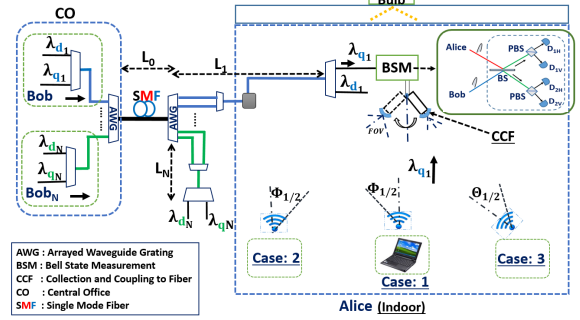 CO
λd1
λq1
Bob
λdN
λqN
BobN
AWG
L0
SMF
AWG
L1
LN
λdN
λqN
Bulb
λq1
λd1
BSM
FOV
CCF
λq1
Alice
Bob
BS
PBS
PBS
D1H
D1V
D2H
D2V
Φ1/2
Φ1/2
Θ1/2
Case: 2
Case: 1
Case: 3
Alice (Indoor)
AWG : Arrayed Waveguide Grating
BSM : Bell State Measurement
CCF : Collection and Coupling to Fiber
CO : Central Office
SMF : Single Mode Fiber